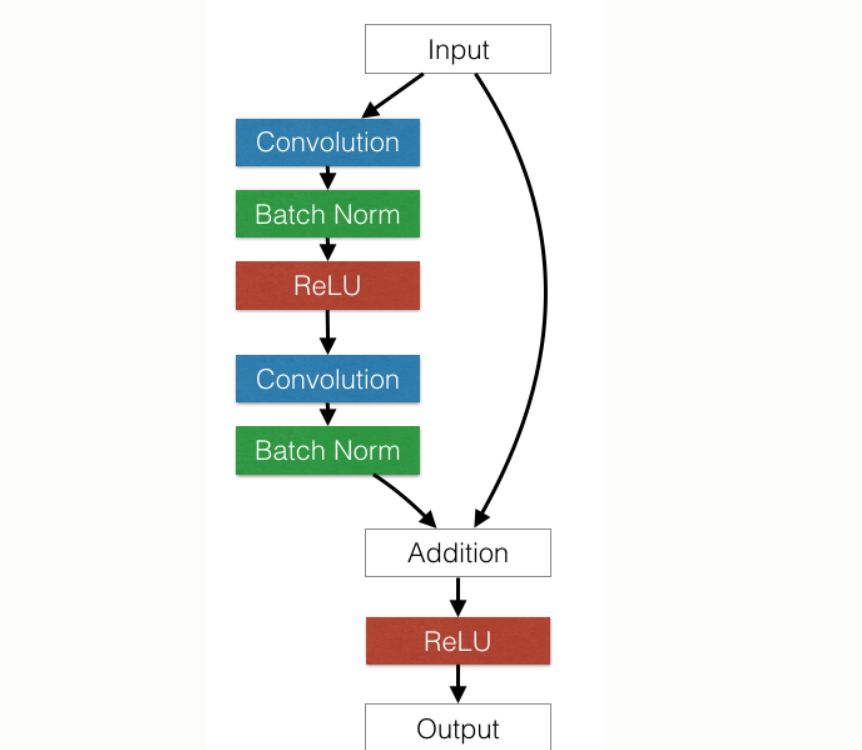 Input
Convolution
Batch Norm
ReLU
Convolution
Batch Norm
Addition
ReLU
Output